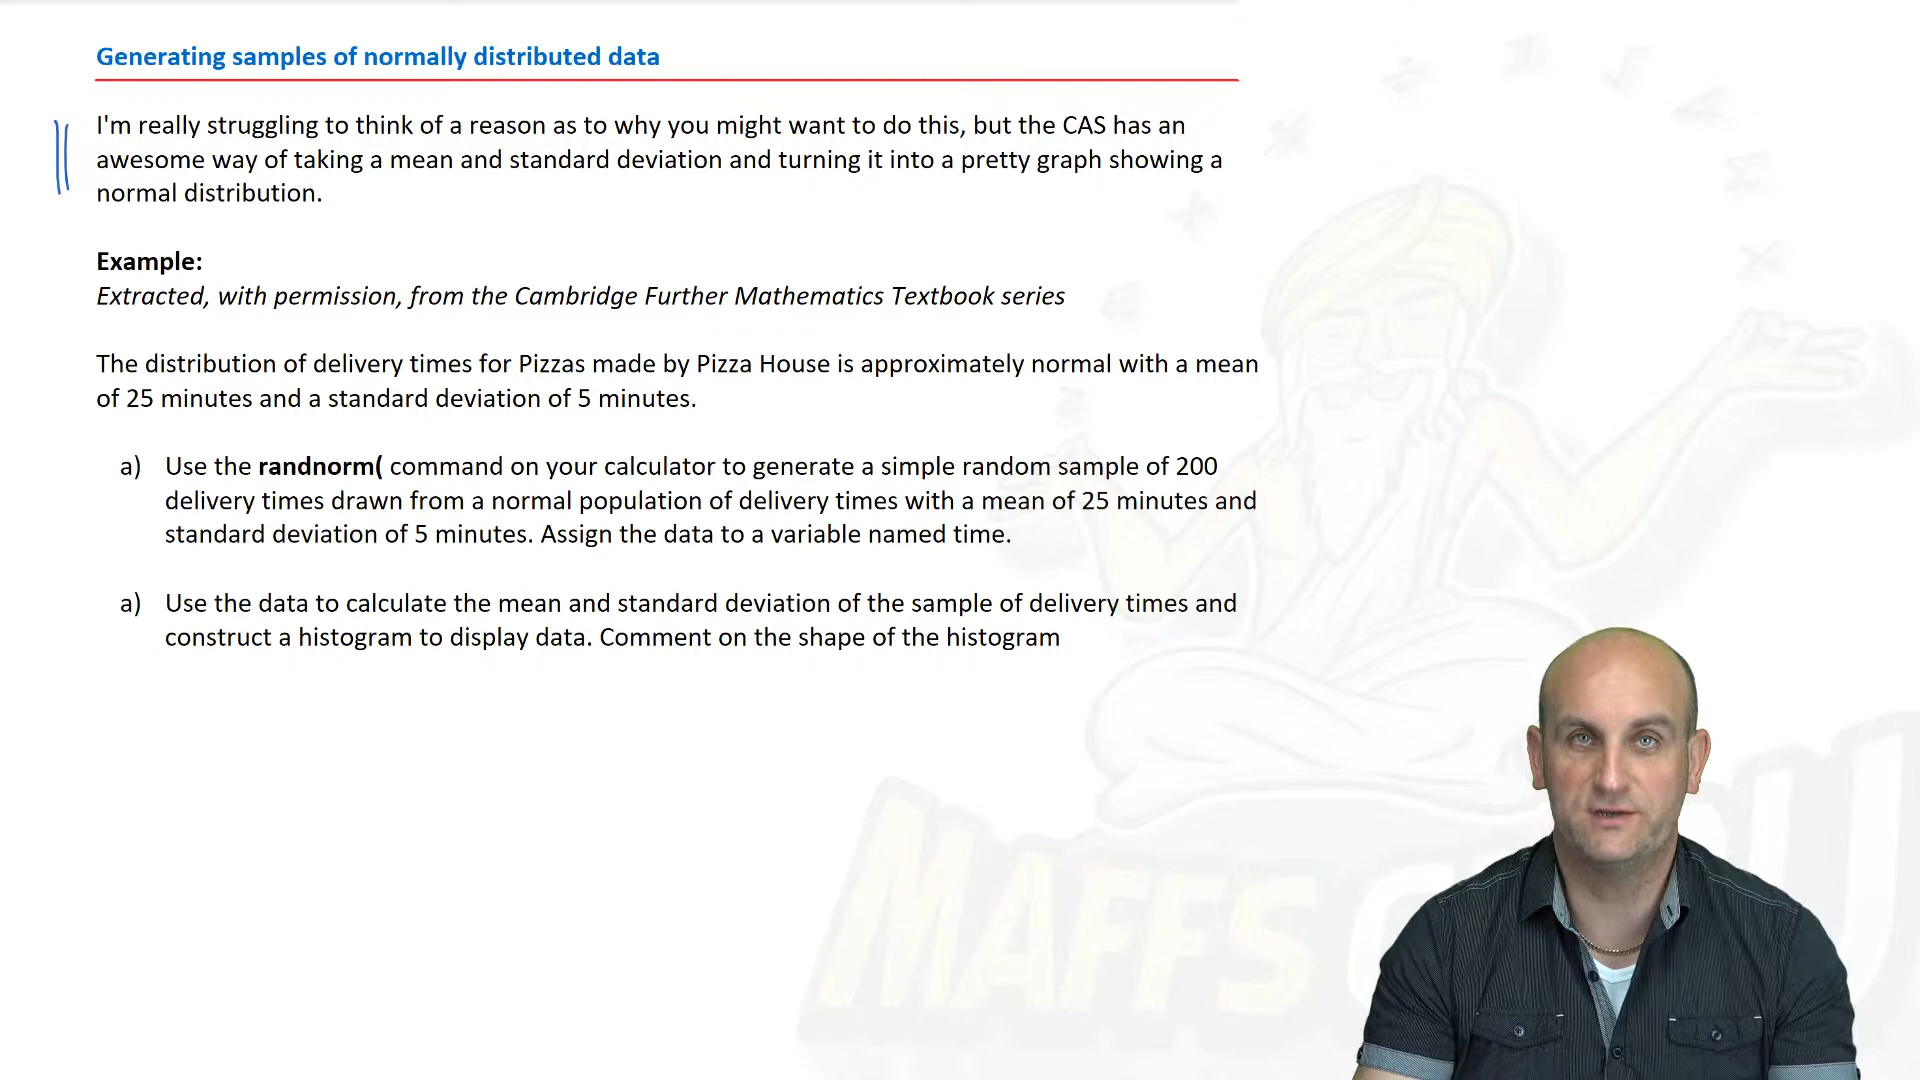 Generating samples of normally distributed data
I'm really struggling to think of a reason as to why you might want to do this, but the CAS has an
awesome way of taking a mean and standard deviation and turning it into a pretty graph showing a
normal distribution.
Example:
Extracted, with permission, from the Cambridge Further Mathematics Textbook series
The distribution of delivery times for Pizzas made by Pizza House is approximately normal with a mean
of 25 minutes and a standard deviation of 5 minutes.
a) Use the randnorm( command on your calculator to generate a simple random sample of 200
delivery times drawn from a normal population of delivery times with a mean of 25 minutes and
standard deviation of 5 minutes. Assign the data to a variable named time.
a) Use the data to calculate the mean and standard deviation of the sample of delivery times and
construct a histogram to display data. Comment on the shape of the histogram
MAFFS